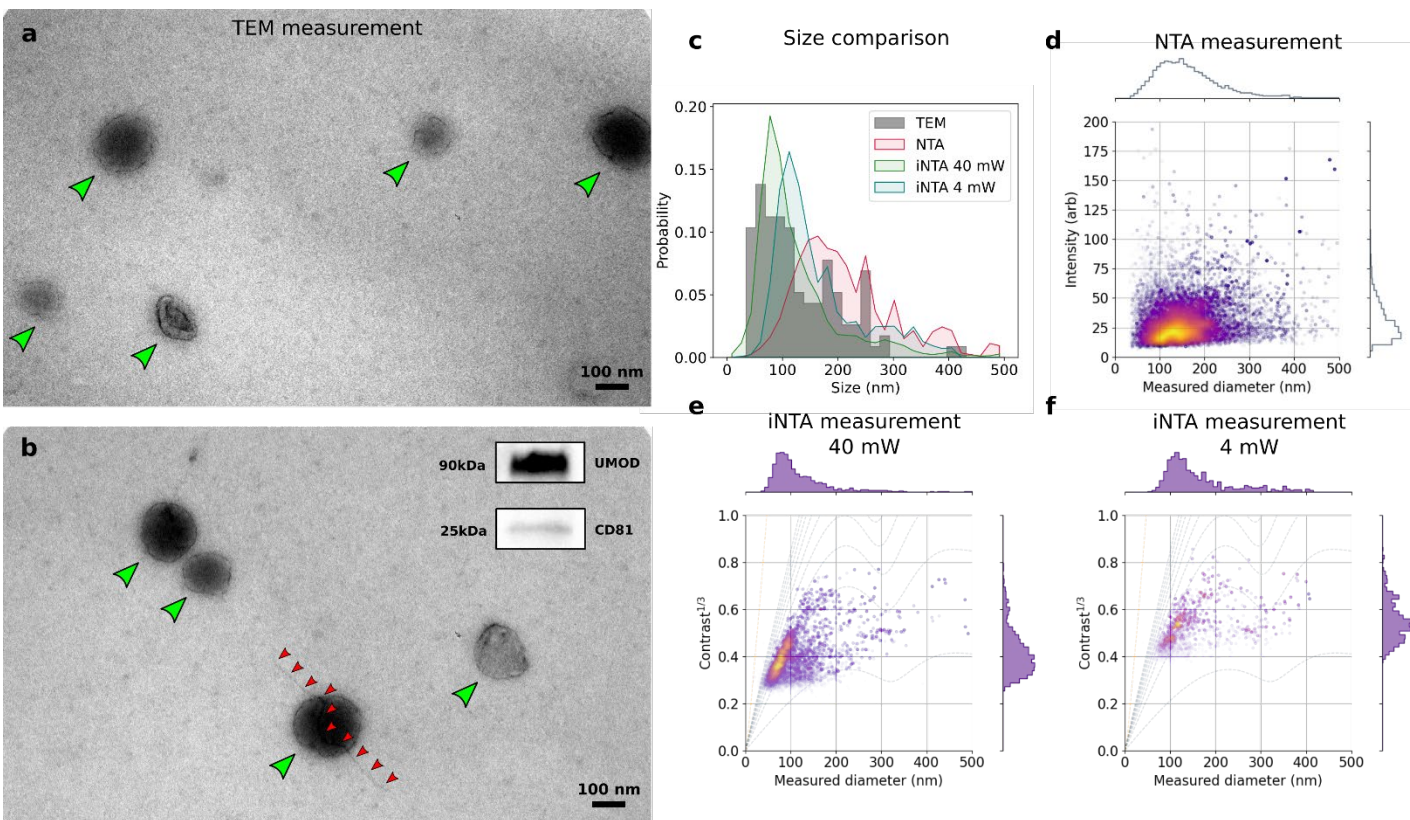 a
TEM measurement
100 nm
b
90kDa
UMOD
25kDa
CD81
100 nm
c
Size comparison
0.20
0.15
0.10
0.05
0.00
Probability
TEM
NTA
iNTA 40 mW
iNTA 4 mW
0 100 200 300 400 500
Size (nm)
d
NTA measurement
200
175
150
125
100
75
50
25
0
Intensity (arb)
0 100 200 300 400 500
Measured diameter (nm)
e
iNTA measurement
40 mW
1.0
0.8
0.6
0.4
0.2
0.0
Contrast1/3
0 100 200 300 400 500
Measured diameter (nm)
f
iNTA measurement
4 mW
1.0
0.8
0.6
0.4
0.2
0.0
Contrast1/3
0 100 200 300 400 500
Measured diameter (nm)